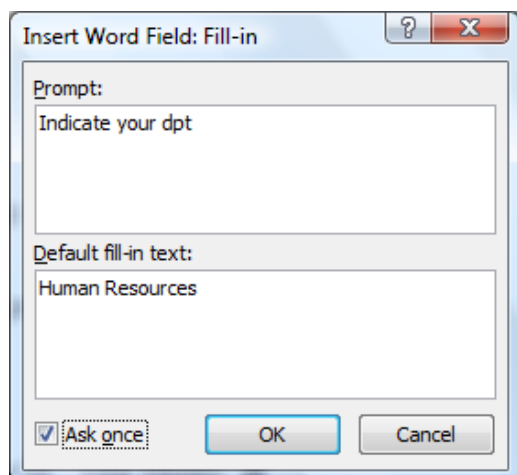 Insert Word Field: Fill-in
Prompt:
Indicate your dpt
Default fill-in text:
Human Resources
Ask once OK Cancel